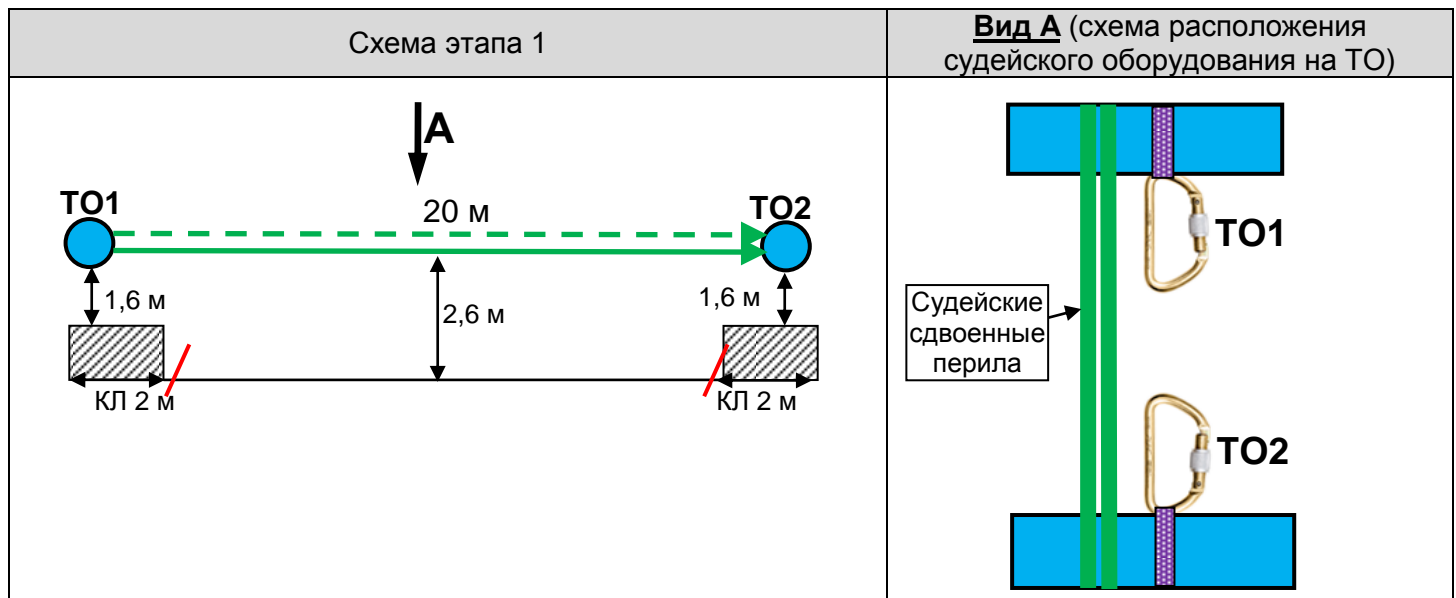 Схема этапа 1
Вид А (схема расположения
судейского оборудования на ТО)
А
ТО1
20 м
ТО2
1,6 м
2,6 м
1,6 м
КЛ 2 м
КЛ 2 м
ТО1
Судейские
сдвоенные
перила
ТО2